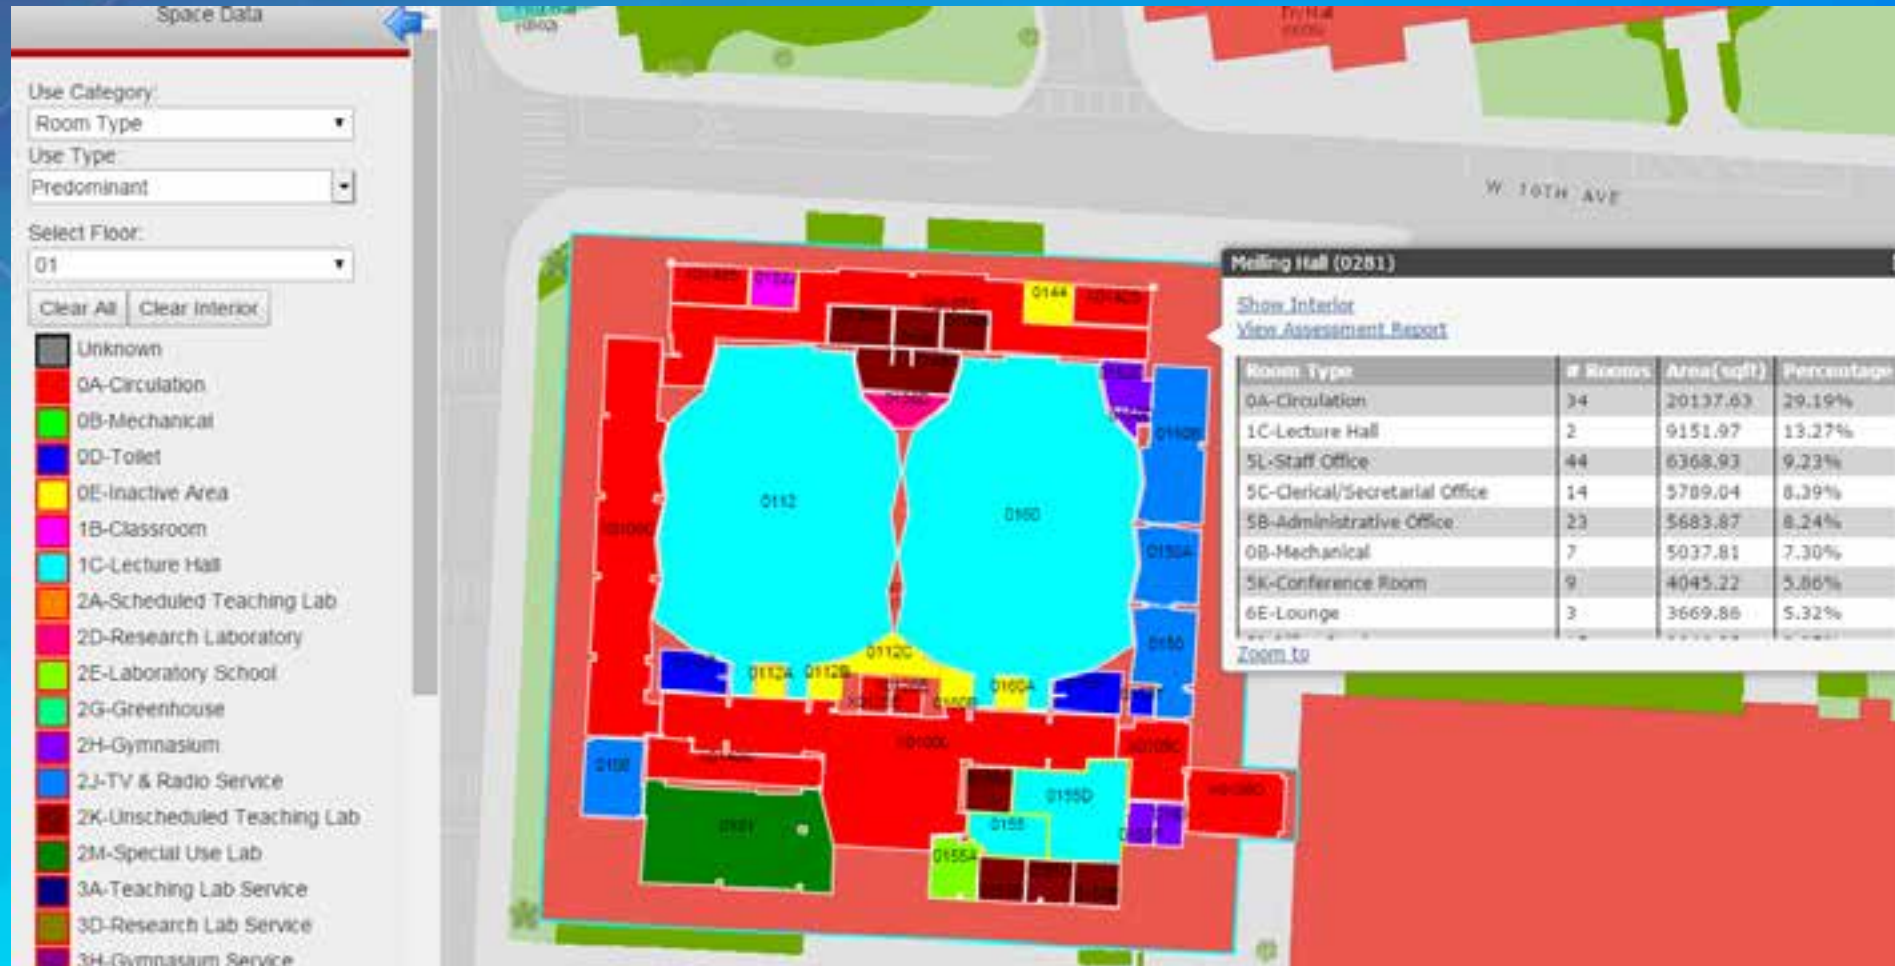 Space Data
Use Category:
Room Type
Use Type:
Predominant
Select Floor:
01
Clear All
Clear Interior
Unknown
0A-Circulation
0B-Mechanical
0D-Toilet
0E-Inactive Area
1B-Classroom
1C-Lecture Hall
2A-Scheduled Teaching Lab
2D-Research Laboratory
2E-Laboratory School
2G-Greenhouse
2H-Gymnasium
2J-TV & Radio Service
2K-Unscheduled Teaching Lab
2M-Special Use Lab
3A-Teaching Lab Service
3D-Research Lab Service
3H-Gymnasium Service
W 10TH AVE
0144
0112
0160
0150A
0150
0112C
0112A
0112B
0160A
0155D
0155
0155A
Meiling Hall (0281)
Show Interior
View Assessment Report
Room Type # Rooms Area(sqft) Percentage
0A-Circulation 34 20137.63 29.19%
1C-Lecture Hall 2 9151.97 13.27%
5L-Staff Office 44 6368.93 9.23%
5C-Clerical/Secretarial Office 14 5789.04 8.39%
5B-Administrative Office 23 5683.87 8.24%
0B-Mechanical 7 5037.81 7.30%
5K-Conference Room 9 4045.22 5.86%
6E-Lounge 3 3669.86 5.32%
Zoom to